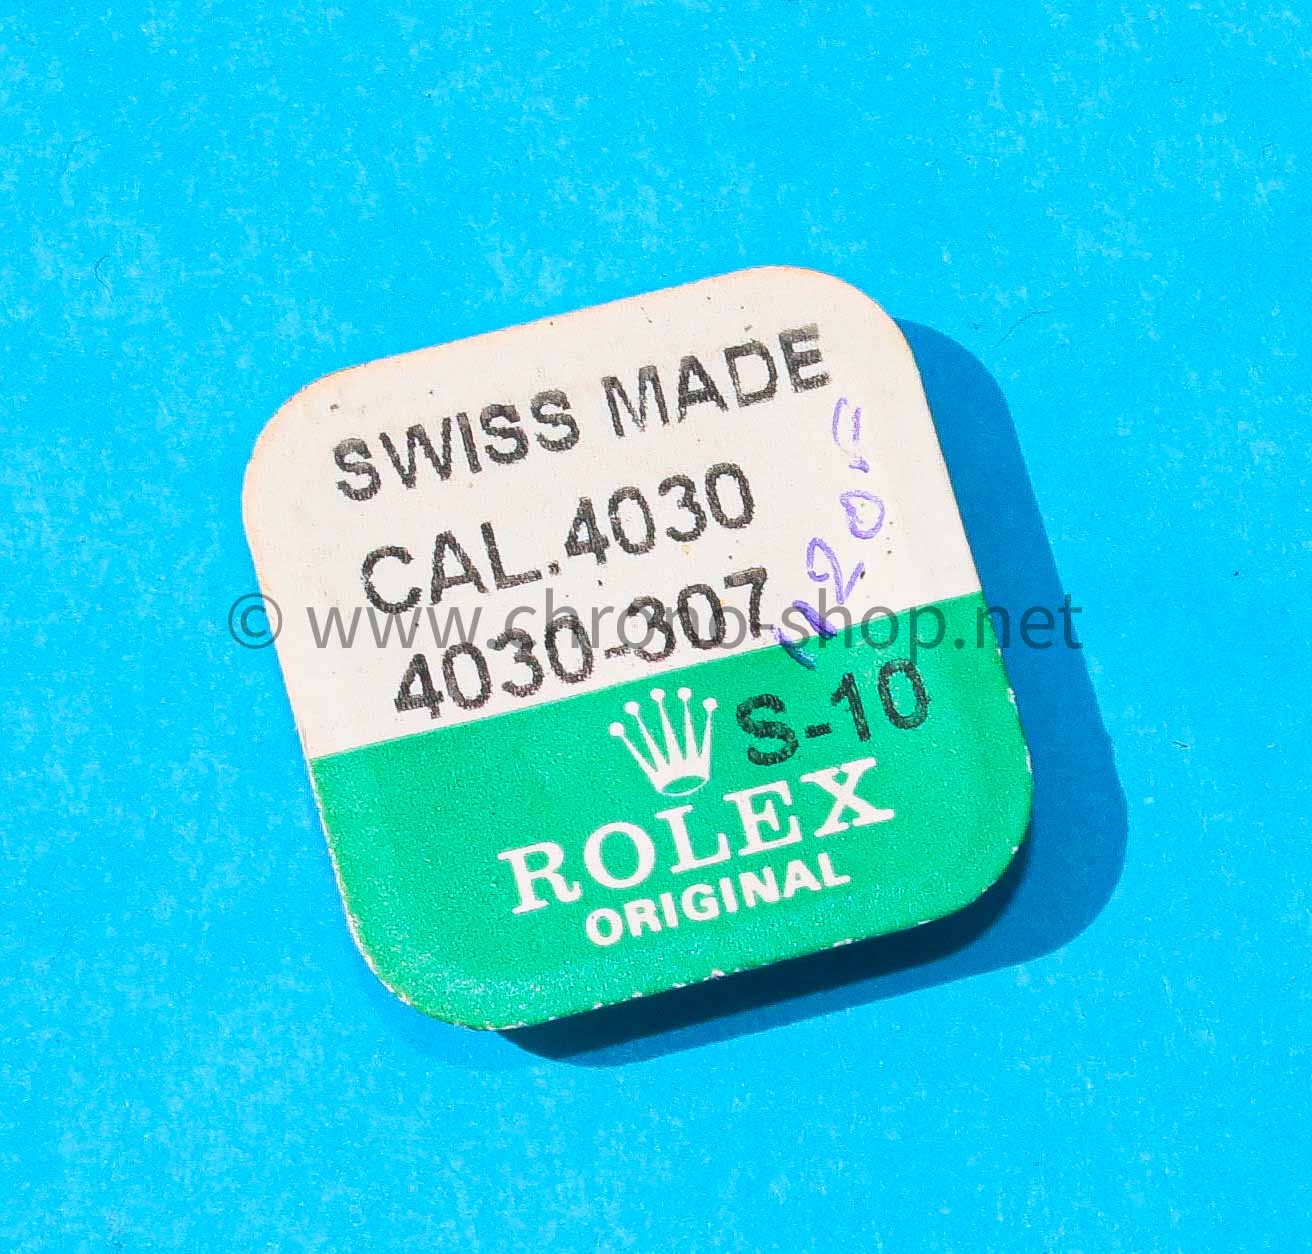 SWISS MADE
CAL.4030
4030-307
S-10
ROLEX
ORIGINAL
© www.chrono-shop.net